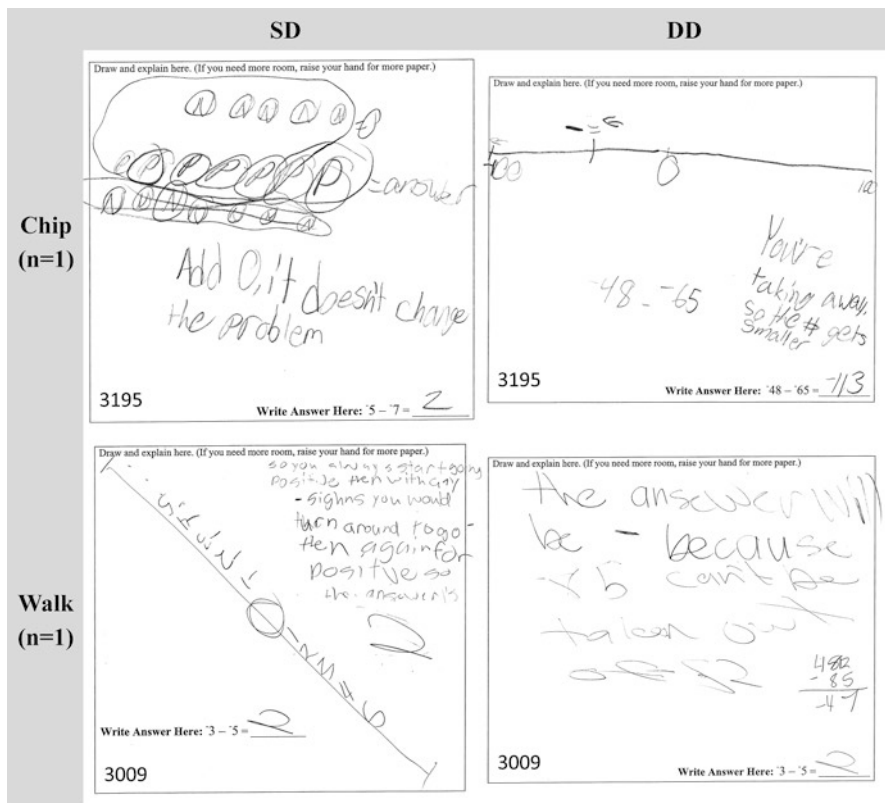 SD
DD
Chip
(n=1)
Draw and explain here. (If you need more room, raise your hand for more paper.)
N N N N N = 0
P P P P P P P = answer
N N N N N N N
Add 0, it doesn't change
the problem
3195
Write Answer Here: ⁻5 – ⁻7 = 2
Draw and explain here. (If you need more room, raise your hand for more paper.)
0
100
⁻48 - ⁻65
You're
taking away,
so the # gets
smaller
3195
Write Answer Here: ⁻48 – ⁻65 = -113
Walk
(n=1)
Draw and explain here. (If you need more room, raise your hand for more paper.)
so you always start going
positive then with any
- sighns you would
turn around to go -
then again for
positive so
the answer is
2
Write Answer Here: ⁻3 – ⁻5 = 2
3009
Draw and explain here. (If you need more room, raise your hand for more paper.)
the ansewer will
be - because
can't be
taken out
- 85
-47
3009
Write Answer Here: ⁻3 – ⁻5 = 2